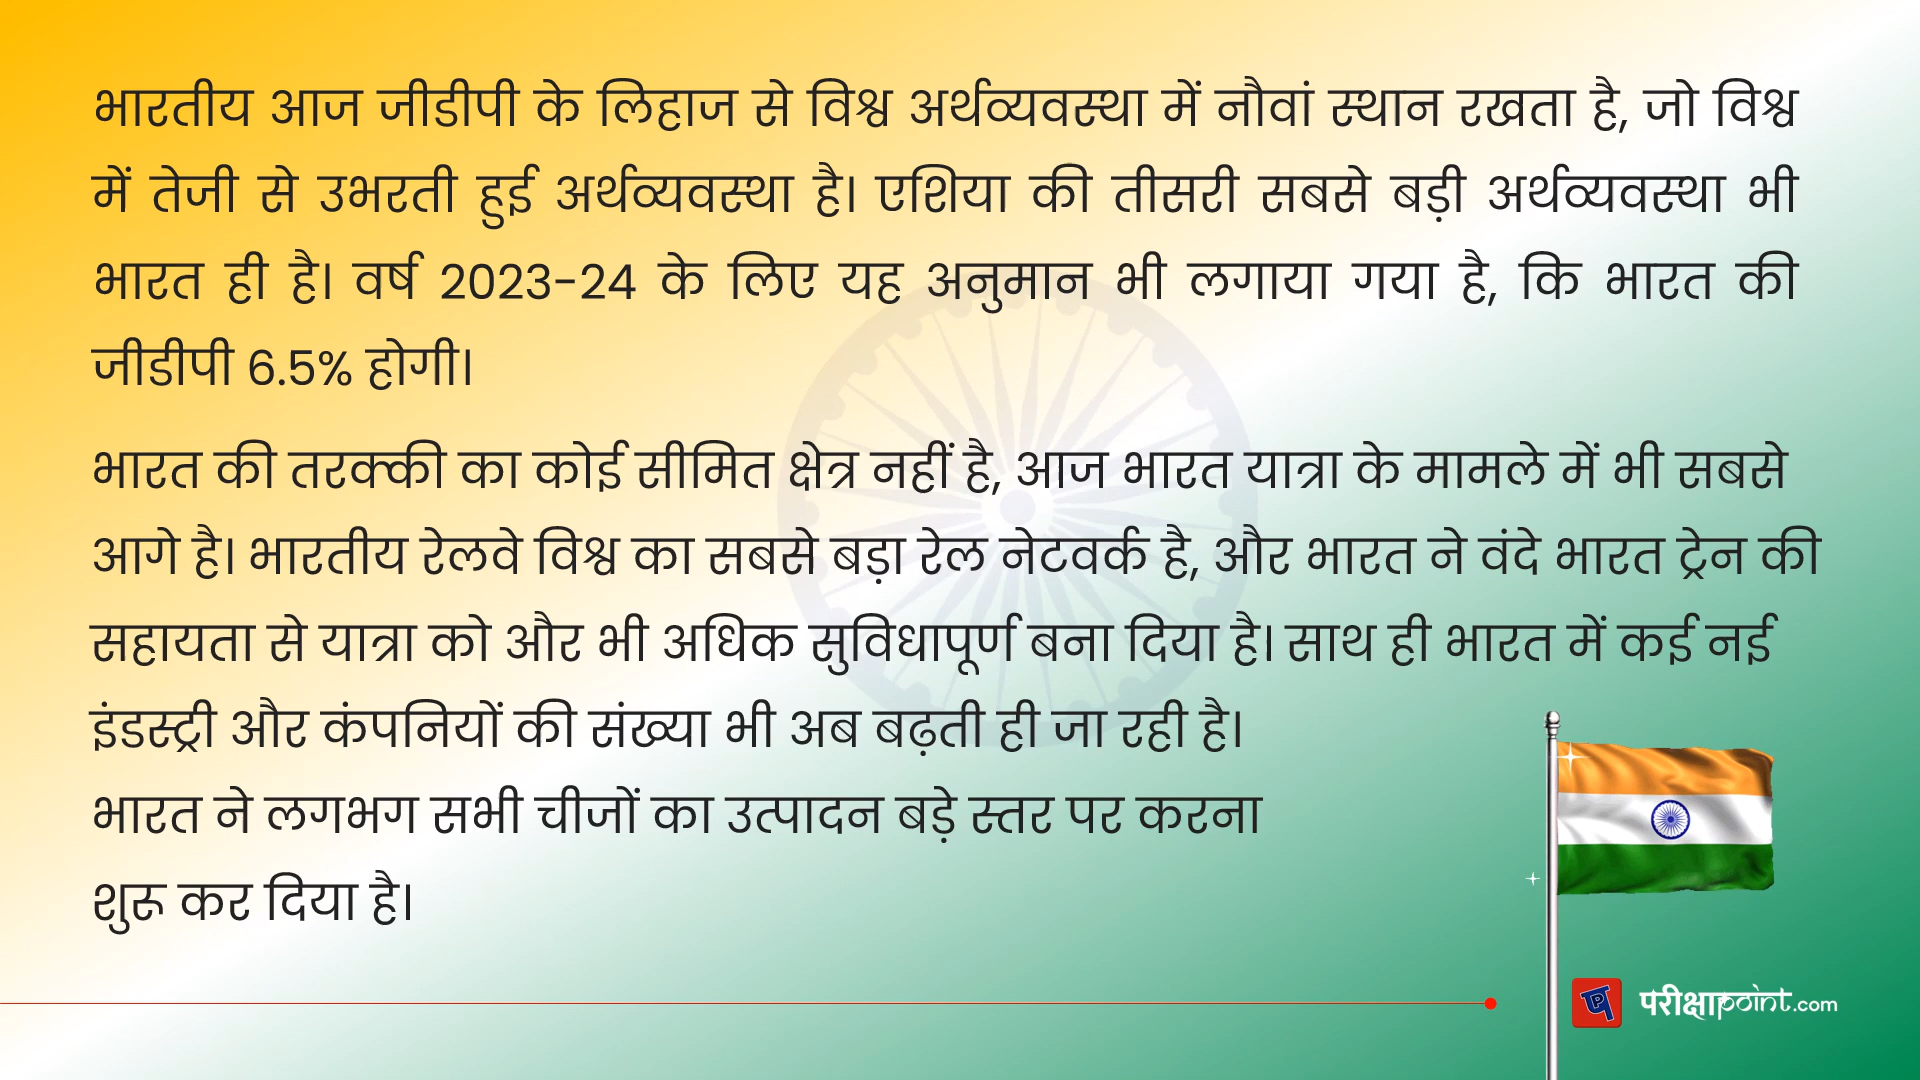 भारतीय आज जीडीपी के लिहाज से विश्व अर्थव्यवस्था में नौवां स्थान रखता है, जो विश्व
में तेजी से उभरती हुई अर्थव्यवस्था है। एशिया की तीसरी सबसे बड़ी अर्थव्यवस्था भी
भारत ही है। वर्ष 2023-24 के लिए यह अनुमान भी लगाया गया है, कि भारत की
जीडीपी 6.5% होगी।
भारत की तरक्की का कोई सीमित क्षेत्र नहीं है, आज भारत यात्रा के मामले में भी सबसे
आगे है। भारतीय रेलवे विश्व का सबसे बड़ा रेल नेटवर्क है, और भारत ने वंदे भारत ट्रेन की
सहायता से यात्रा को और भी अधिक सुविधापूर्ण बना दिया है। साथ ही भारत में कई नई
इंडस्ट्री और कंपनियों की संख्या भी अब बढ़ती ही जा रही है।
भारत ने लगभग सभी चीजों का उत्पादन बड़े स्तर पर करना
शुरू कर दिया है।
परीक्षाpoint.com